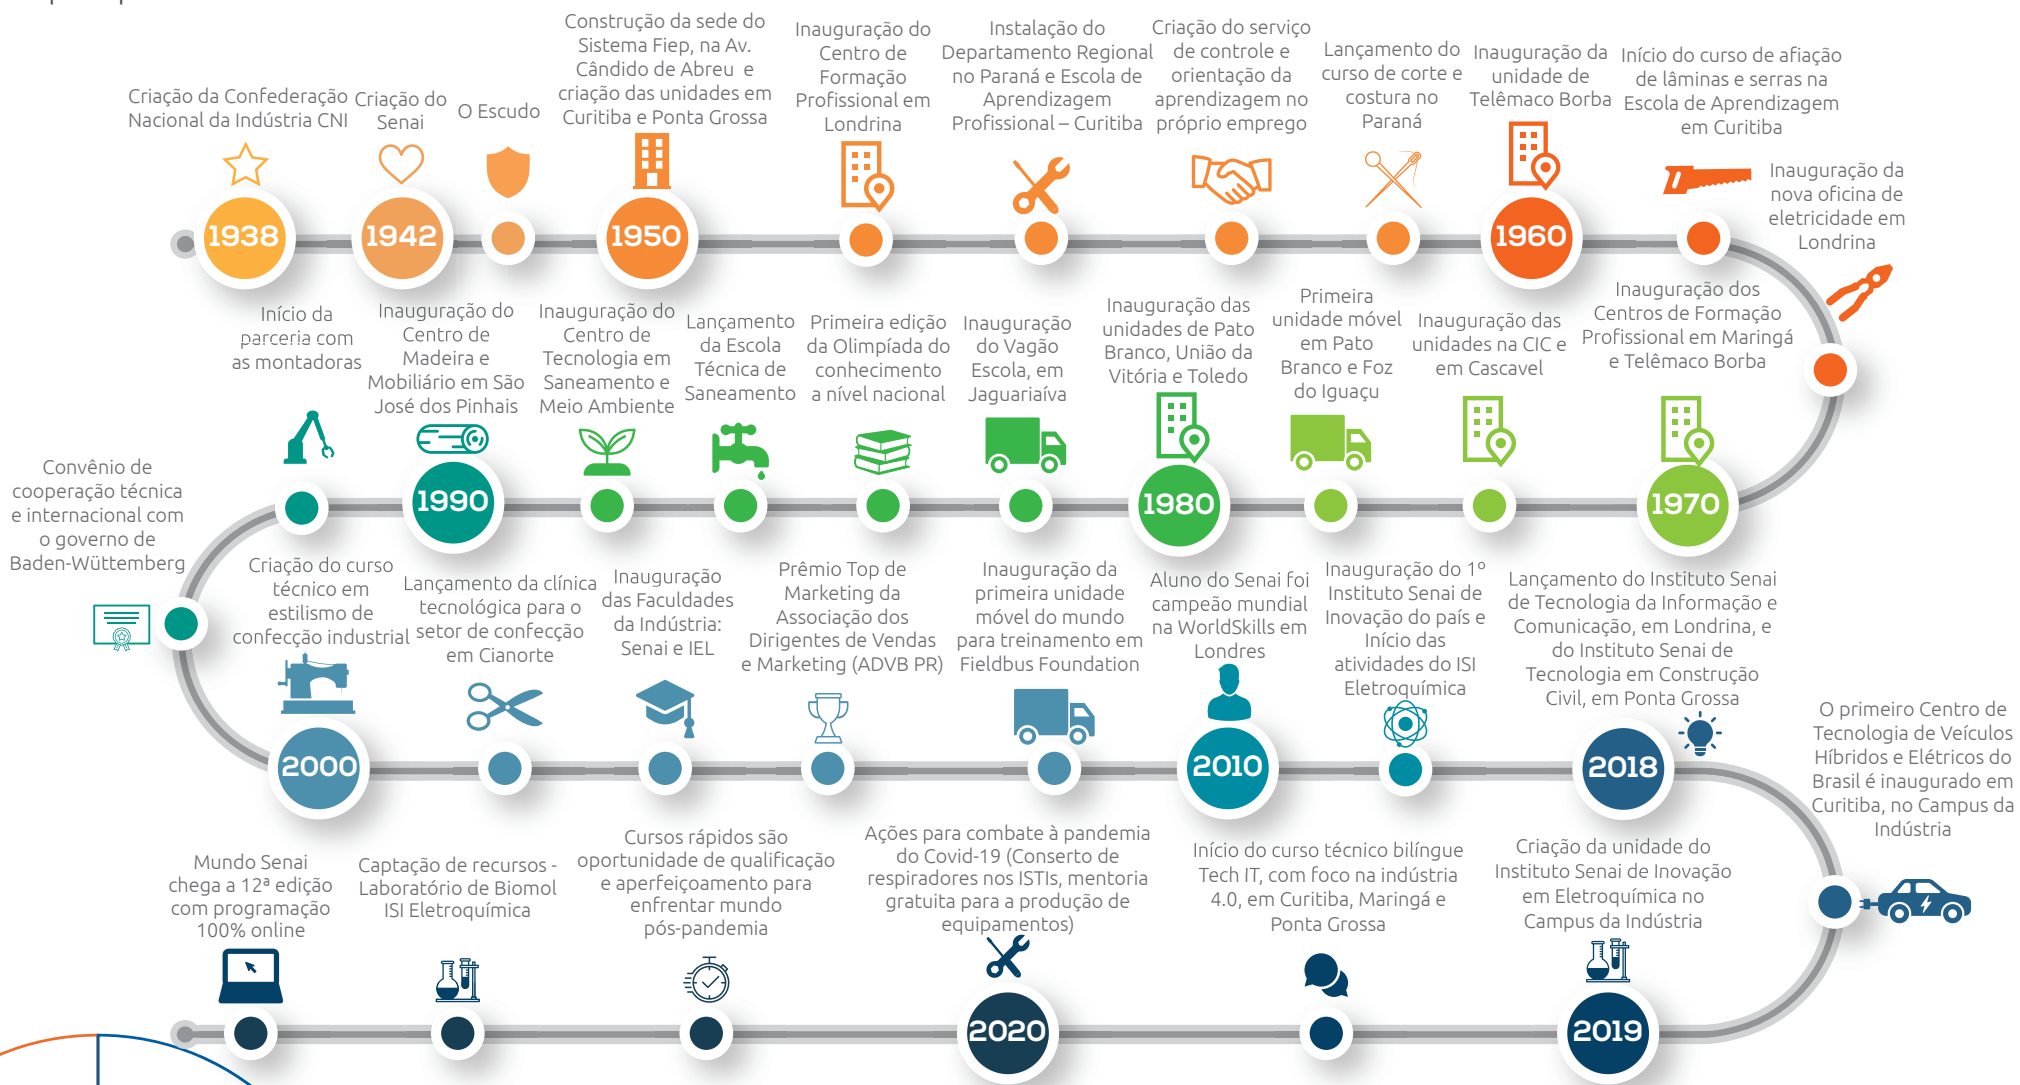 Criação da Confederação
Nacional da Indústria CNI
1938
Criação do
Senai
1942
O Escudo
Construção da sede do
Sistema Fiep, na Av.
Cândido de Abreu e
criação das unidades em
Curitiba e Ponta Grossa
1950
Inauguração do
Centro de
Formação
Profissional em
Londrina
Instalação do
Departamento Regional
no Paraná e Escola de
Aprendizagem
Profissional – Curitiba
Criação do serviço
de controle e
orientação da
aprendizagem no
próprio emprego
Lançamento do
curso de corte e
costura no
Paraná
Inauguração da
unidade de
Telêmaco Borba
1960
Início do curso de afiação
de lâminas e serras na
Escola de Aprendizagem
em Curitiba
Inauguração da
nova oficina de
eletricidade em
Londrina
Inauguração dos
Centros de Formação
Profissional em Maringá
e Telêmaco Borba
1970
Inauguração das
unidades na CIC e
em Cascavel
Primeira
unidade móvel
em Pato
Branco e Foz
do Iguaçu
Inauguração das
unidades de Pato
Branco, União da
Vitória e Toledo
1980
Inauguração
do Vagão
Escola, em
Jaguariaíva
Primeira edição
da Olimpíada do
conhecimento
a nível nacional
Lançamento
da Escola
Técnica de
Saneamento
Inauguração do
Centro de
Tecnologia em
Saneamento e
Meio Ambiente
Inauguração do
Centro de
Madeira e
Mobiliário em São
José dos Pinhais
1990
Início da
parceria com
as montadoras
Convênio de
cooperação técnica
e internacional com
o governo de
Baden-Wüttemberg
Criação do curso
técnico em
estilismo de
confecção industrial
2000
Lançamento da clínica
tecnológica para o
setor de confecção
em Cianorte
Inauguração
das Faculdades
da Indústria:
Senai e IEL
Prêmio Top de
Marketing da
Associação dos
Dirigentes de Vendas
e Marketing (ADVB PR)
Inauguração da
primeira unidade
móvel do mundo
para treinamento em
Fieldbus Foundation
Aluno do Senai foi
campeão mundial
na WorldSkills em
Londres
2010
Inauguração do 1º
Instituto Senai de
Inovação do país e
Início das
atividades do ISI
Eletroquímica
Lançamento do Instituto Senai
de Tecnologia da Informação e
Comunicação, em Londrina, e
do Instituto Senai de
Tecnologia em Construção
Civil, em Ponta Grossa
2018
O primeiro Centro de
Tecnologia de Veículos
Híbridos e Elétricos do
Brasil é inaugurado em
Curitiba, no Campus da
Indústria
Criação da unidade do
Instituto Senai de Inovação
em Eletroquímica no
Campus da Indústria
2019
Início do curso técnico bilíngue
Tech IT, com foco na indústria
4.0, em Curitiba, Maringá e
Ponta Grossa
Ações para combate à pandemia
do Covid-19 (Conserto de
respiradores nos ISTIs, mentoria
gratuita para a produção de
equipamentos)
2020
Cursos rápidos são
oportunidade de qualificação
e aperfeiçoamento para
enfrentar mundo
pós-pandemia
Captação de recursos -
Laboratório de Biomol
ISI Eletroquímica
Mundo Senai
chega a 12ª edição
com programação
100% online